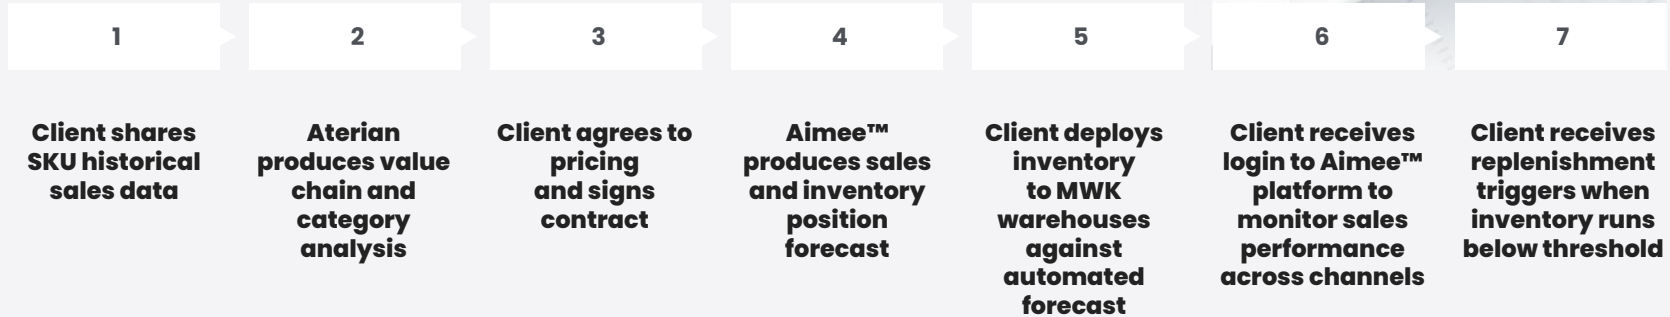 1
2
3
4
5
6
7
Client shares
SKU historical
sales data
Aterian
produces value
chain and
category
analysis
Client agrees to
pricing
and signs
contract
Aimee™
produces sales
and inventory
position
forecast
Client deploys
inventory
to MWK
warehouses
against
automated
forecast
Client receives
login to Aimee™
platform to
monitor sales
performance
across channels
Client receives
replenishment
triggers when
inventory runs
below threshold